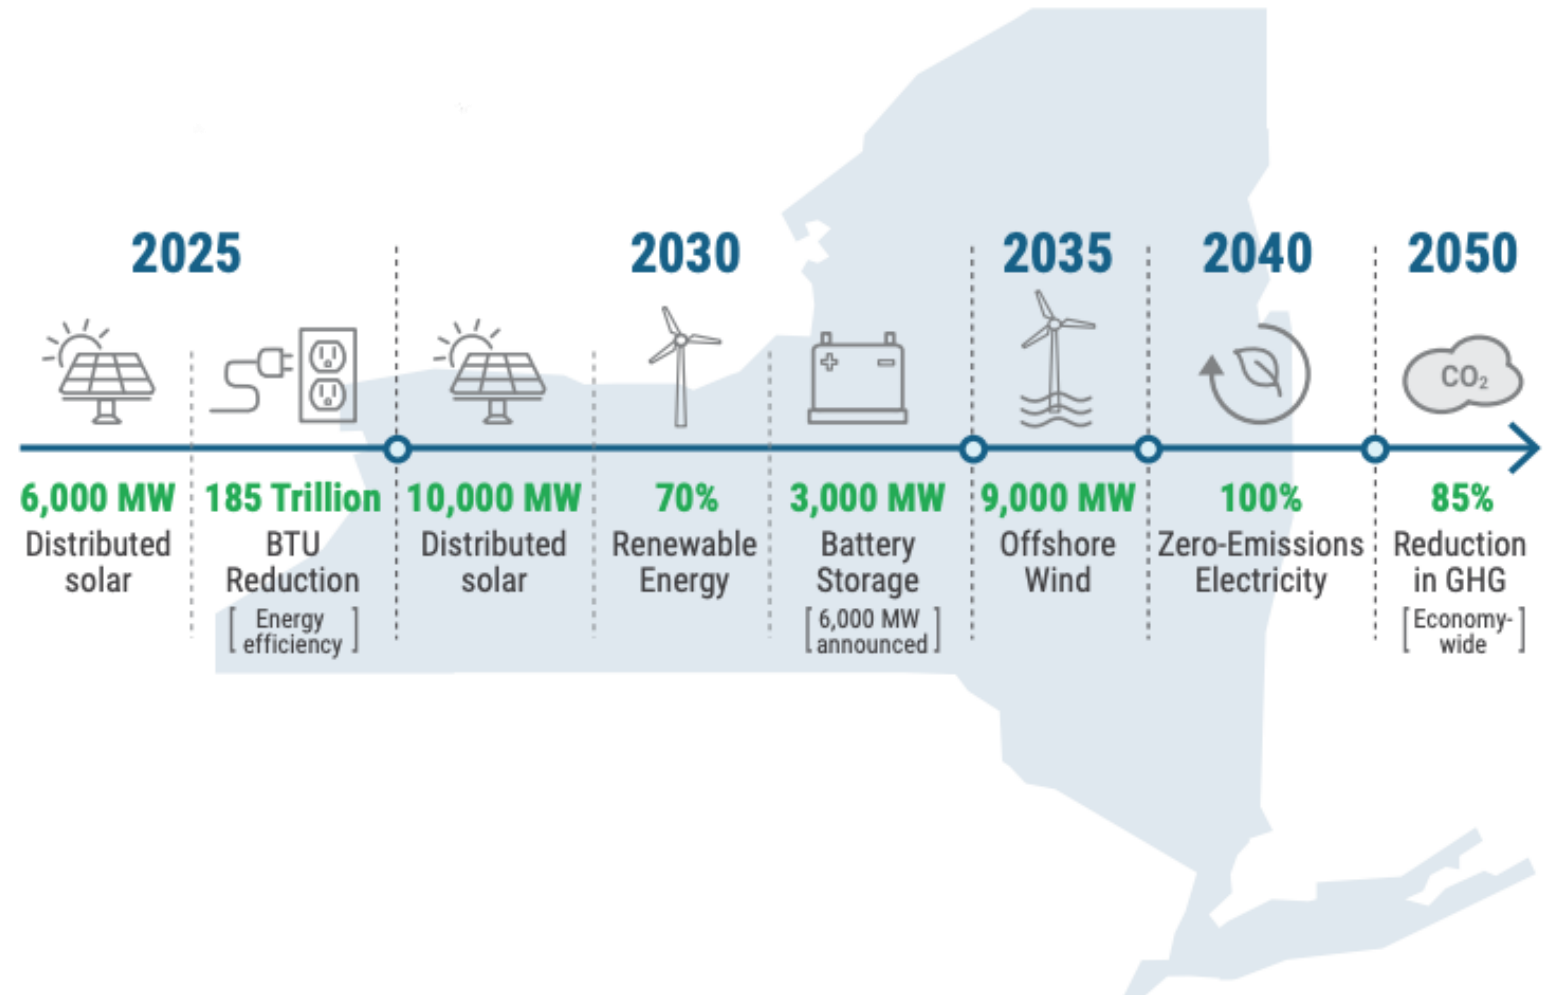 2025
2030
2035
2040
2050
CO₂
6,000 MW
Distributed
solar
185 Trillion
BTU
Reduction
[Energy
efficiency]
10,000 MW
Distributed
solar
70%
Renewable
Energy
3,000 MW
Battery
Storage
[6,000 MW
announced]
9,000 MW
Offshore
Wind
100%
Zero-Emissions
Electricity
85%
Reduction
in GHG
[Economy-
wide]